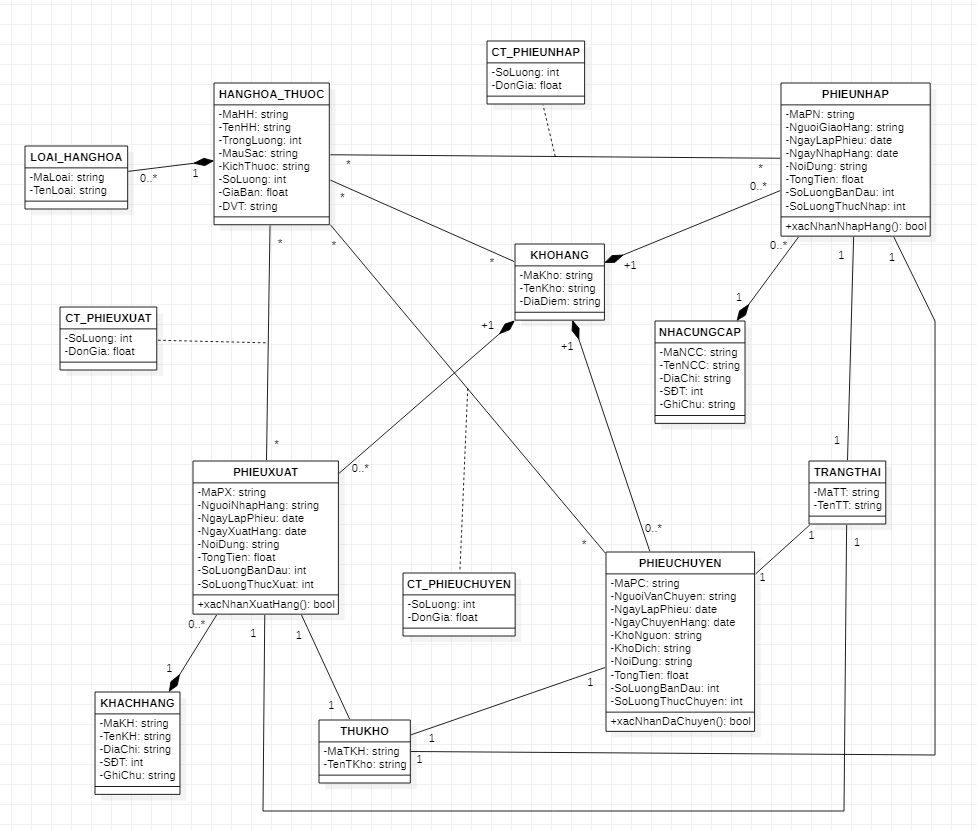 CT_PHIEUNHAP
-SoLuong: int
-DonGia: float
HANGHOA_THUOC
-MaHH: string
-TenHH: string
-TrongLuong: int
-MauSac: string
-KichThuoc: string
-SoLuong: int
-GiaBan: float
-DVT: string
PHIEUNHAP
-MaPN: string
-NguoiGiaoHang: string
-NgayLapPhieu: date
-NgayNhapHang: date
-NoiDung: string
-TongTien: float
-SoLuongBanDau: int
-SoLuongThucNhap: int
+xacNhanNhapHang(): bool
LOAI_HANGHOA
-MaLoai: string
-TenLoai: string
0..*
1
*
*
*
*
0..*
+1
KHOHANG
-MaKho: string
-TenKho: string
-DiaDiem: string
*
*
0..*
1
1
1
NHACUNGCAP
-MaNCC: string
-TenNCC: string
-DiaChi: string
-SĐT: int
-GhiChu: string
CT_PHIEUXUAT
-SoLuong: int
-DonGia: float
+1
+1
*
0..*
1
PHIEUXUAT
-MaPX: string
-NguoiNhapHang: string
-NgayLapPhieu: date
-NgayXuatHang: date
-NoiDung: string
-TongTien: float
-SoLuongBanDau: int
-SoLuongThucXuat: int
+xacNhanXuatHang(): bool
TRANGTHAI
-MaTT: string
-TenTT: string
0..*
*
1
1
1
CT_PHIEUCHUYEN
-SoLuong: int
-DonGia: float
PHIEUCHUYEN
-MaPC: string
-NguoiVanChuyen: string
-NgayLapPhieu: date
-NgayChuyenHang: date
-KhoNguon: string
-KhoDich: string
-NoiDung: string
-TongTien: float
-SoLuongBanDau: int
-SoLuongThucChuyen: int
+xacNhanDaChuyen(): bool
0..*
1
1
1
1
1
KHACHHANG
-MaKH: string
-TenKH: string
-DiaChi: string
-SĐT: int
-GhiChu: string
THUKHO
-MaTKH: string
-TenTKho: string
1
1